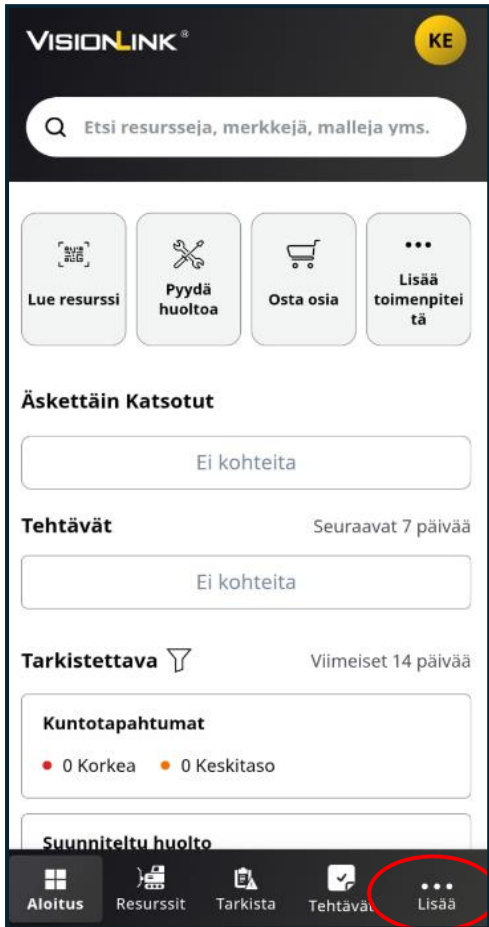 VISIONLINK®
KE
Etsi resursseja, merkkejä, malleja yms.
Lue resurssi
Pyydä
huoltoa
Osta osia
Lisää
toimenpitei
tä
Äskettäin Katsotut
Ei kohteita
Tehtävät
Seuraavat 7 päivää
Ei kohteita
Tarkistettava
Viimeiset 14 päivää
Kuntotapahtumat
0 Korkea
0 Keskitaso
Suunniteltu huolto
Aloitus
Resurssit
Tarkista
Tehtävät
Lisää